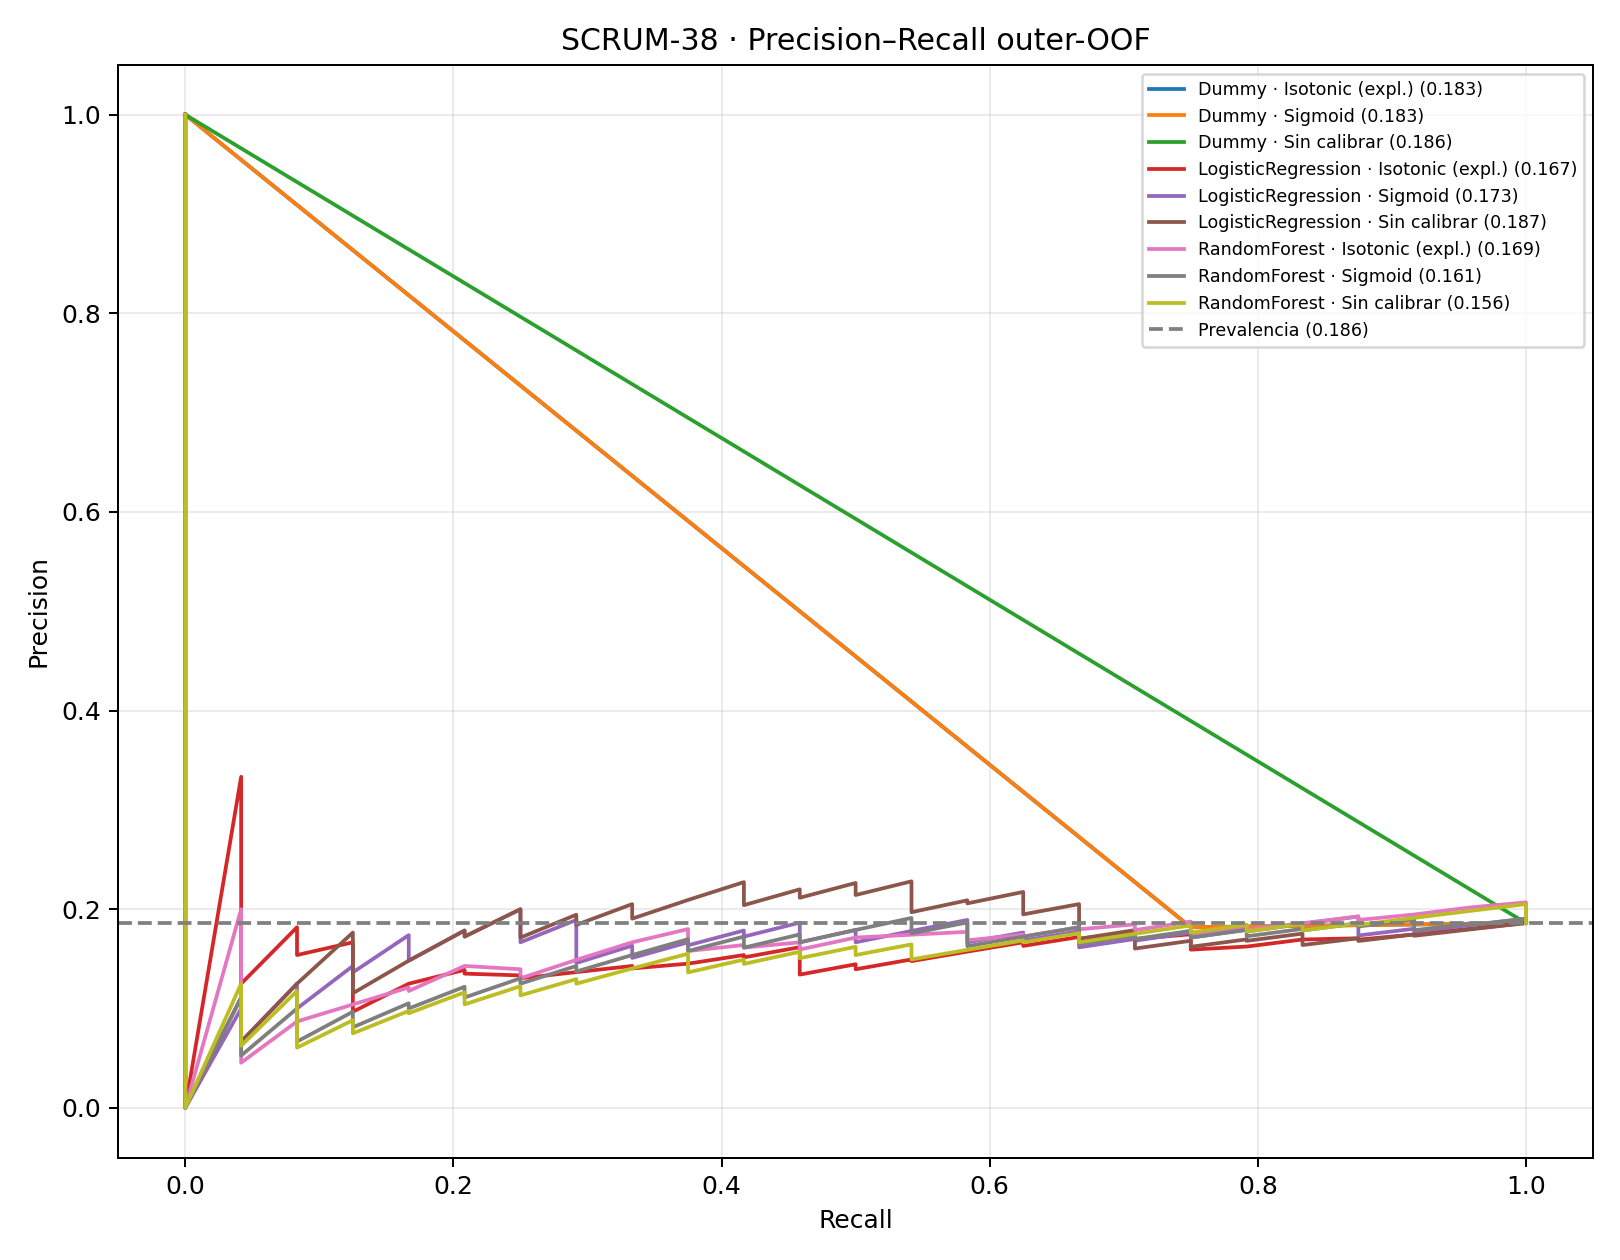 SCRUM-38 · Precision–Recall outer-OOF
Dummy · Isotonic (expl.) (0.183)
Dummy · Sigmoid (0.183)
Dummy · Sin calibrar (0.186)
LogisticRegression · Isotonic (expl.) (0.167)
LogisticRegression · Sigmoid (0.173)
LogisticRegression · Sin calibrar (0.187)
RandomForest · Isotonic (expl.) (0.169)
RandomForest · Sigmoid (0.161)
RandomForest · Sin calibrar (0.156)
Prevalencia (0.186)
Precision
1.0
0.8
0.6
0.4
0.2
0.0
0.0 0.2 0.4 0.6 0.8 1.0
Recall